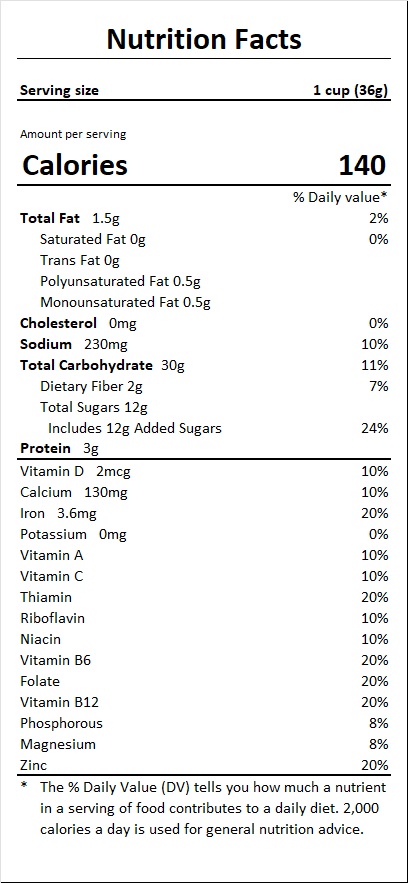 Nutrition Facts
Serving size 1 cup (36g)
Amount per serving
Calories 140
% Daily value*
Total Fat 1.5g 2%
Saturated Fat 0g 0%
Trans Fat 0g
Polyunsaturated Fat 0.5g
Monounsaturated Fat 0.5g
Cholesterol 0mg 0%
Sodium 230mg 10%
Total Carbohydrate 30g 11%
Dietary Fiber 2g 7%
Total Sugars 12g
Includes 12g Added Sugars 24%
Protein 3g
Vitamin D 2mcg 10%
Calcium 130mg 10%
Iron 3.6mg 20%
Potassium 0mg 0%
Vitamin A 10%
Vitamin C 10%
Thiamin 20%
Riboflavin 10%
Niacin 10%
Vitamin B6 20%
Folate 20%
Vitamin B12 20%
Phosphorous 8%
Magnesium 8%
Zinc 20%
* The % Daily Value (DV) tells you how much a nutrient
in a serving of food contributes to a daily diet. 2,000
calories a day is used for general nutrition advice.